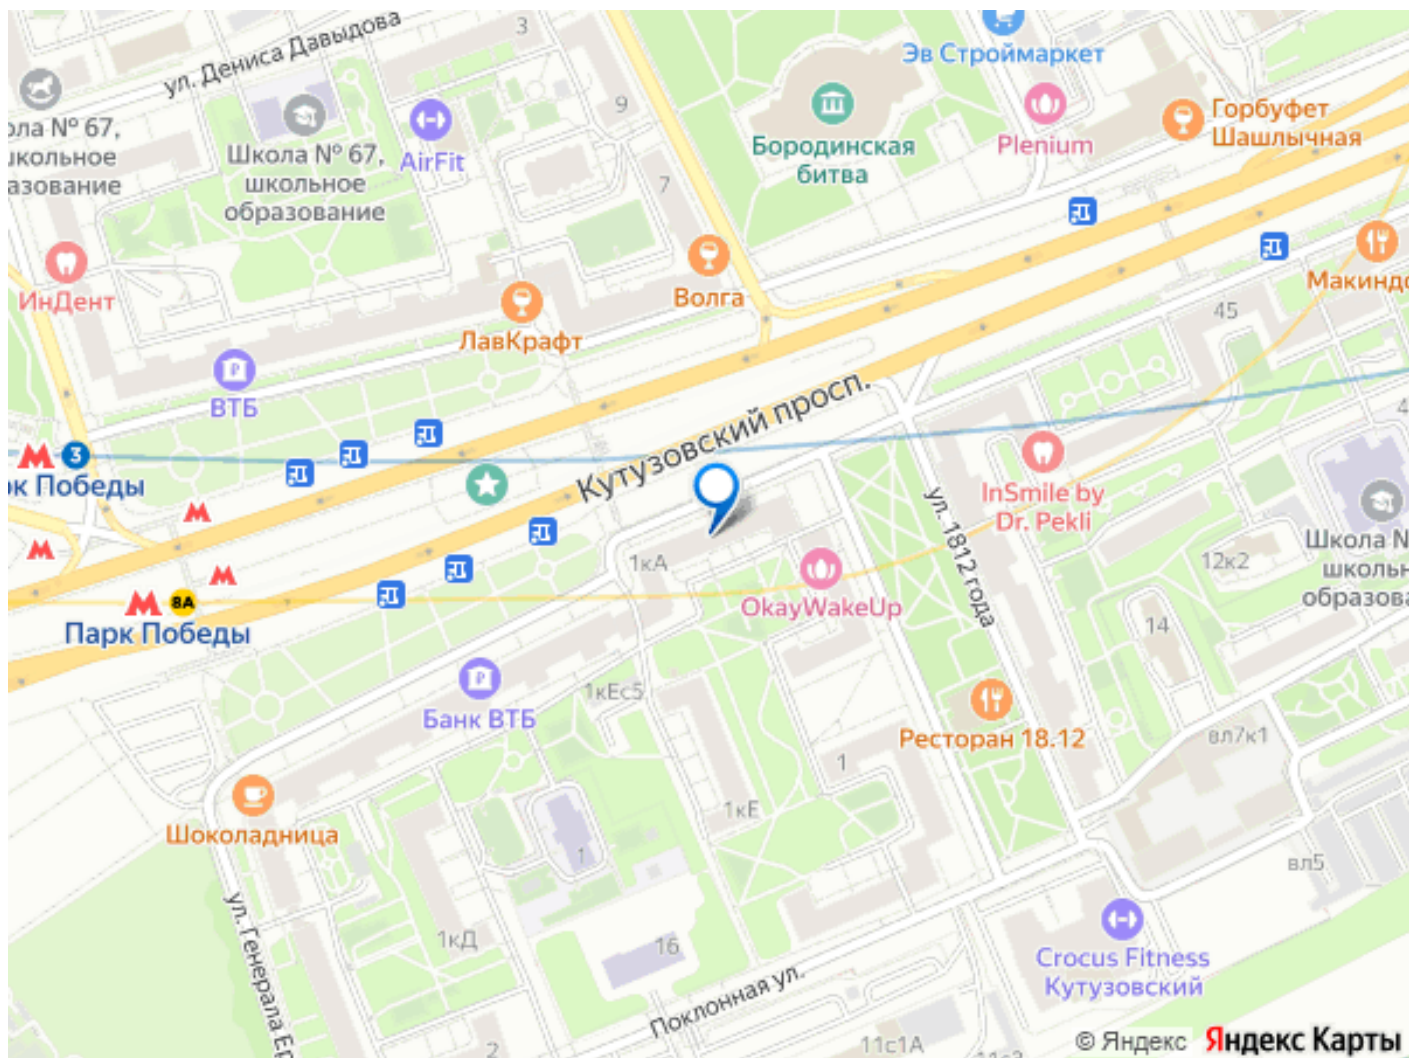 ул. Дениса Давыдова
3
Эв Строймаркет
9
ола № 67,
школьное
азование
Школа № 67,
школьное
образование
AirFit
Бородинская
битва
Plenium
Горбуфет
Шашлычная
7
ИнДент
Волга
ЛавКрафт
Макиндо
45
ВТБ
Кутузовский просп.
3
рк Победы
InSmile by
Dr. Pekli
ул. 1812 года
Школа №
школьн
образова
12к2
1кА
8А
Парк Победы
OkayWakeUp
14
1кЕс5
Банк ВТБ
Ресторан 18.12
вл7к1
1
1кЕ
Шоколадница
1
вл5
ул. Генерала Ер
1кД
16
Поклонная ул.
Crocus Fitness
Кутузовский
2
11с1А
© Яндекс Яндекс Карты